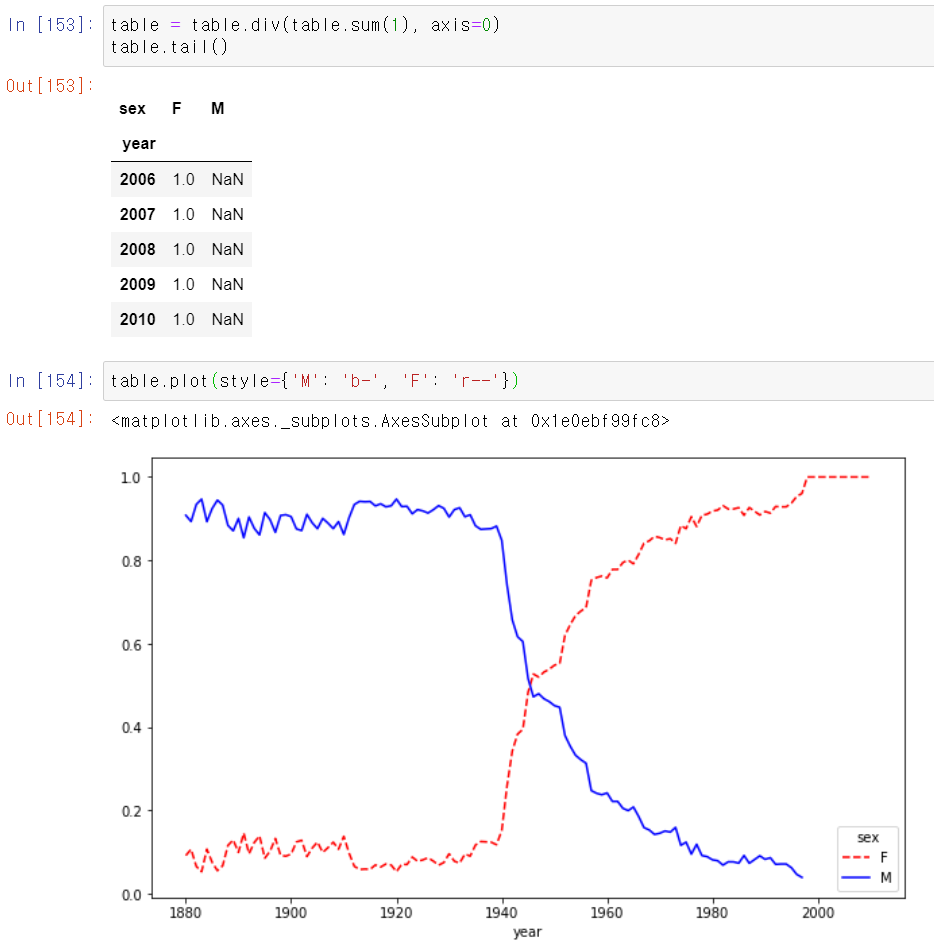 In [153]: table = table.div(table.sum(1), axis=0)
table.tail()
Out[153]:
sex F M
year
2006 1.0 NaN
2007 1.0 NaN
2008 1.0 NaN
2009 1.0 NaN
2010 1.0 NaN
In [154]: table.plot(style={'M': 'b-', 'F': 'r--'})
Out[154]: <matplotlib.axes._subplots.AxesSubplot at 0x1e0ebf99fc8>
1.0
0.8
0.6
0.4
0.2
0.0
sex
F
M
1880 1900 1920 1940 1960 1980 2000
year